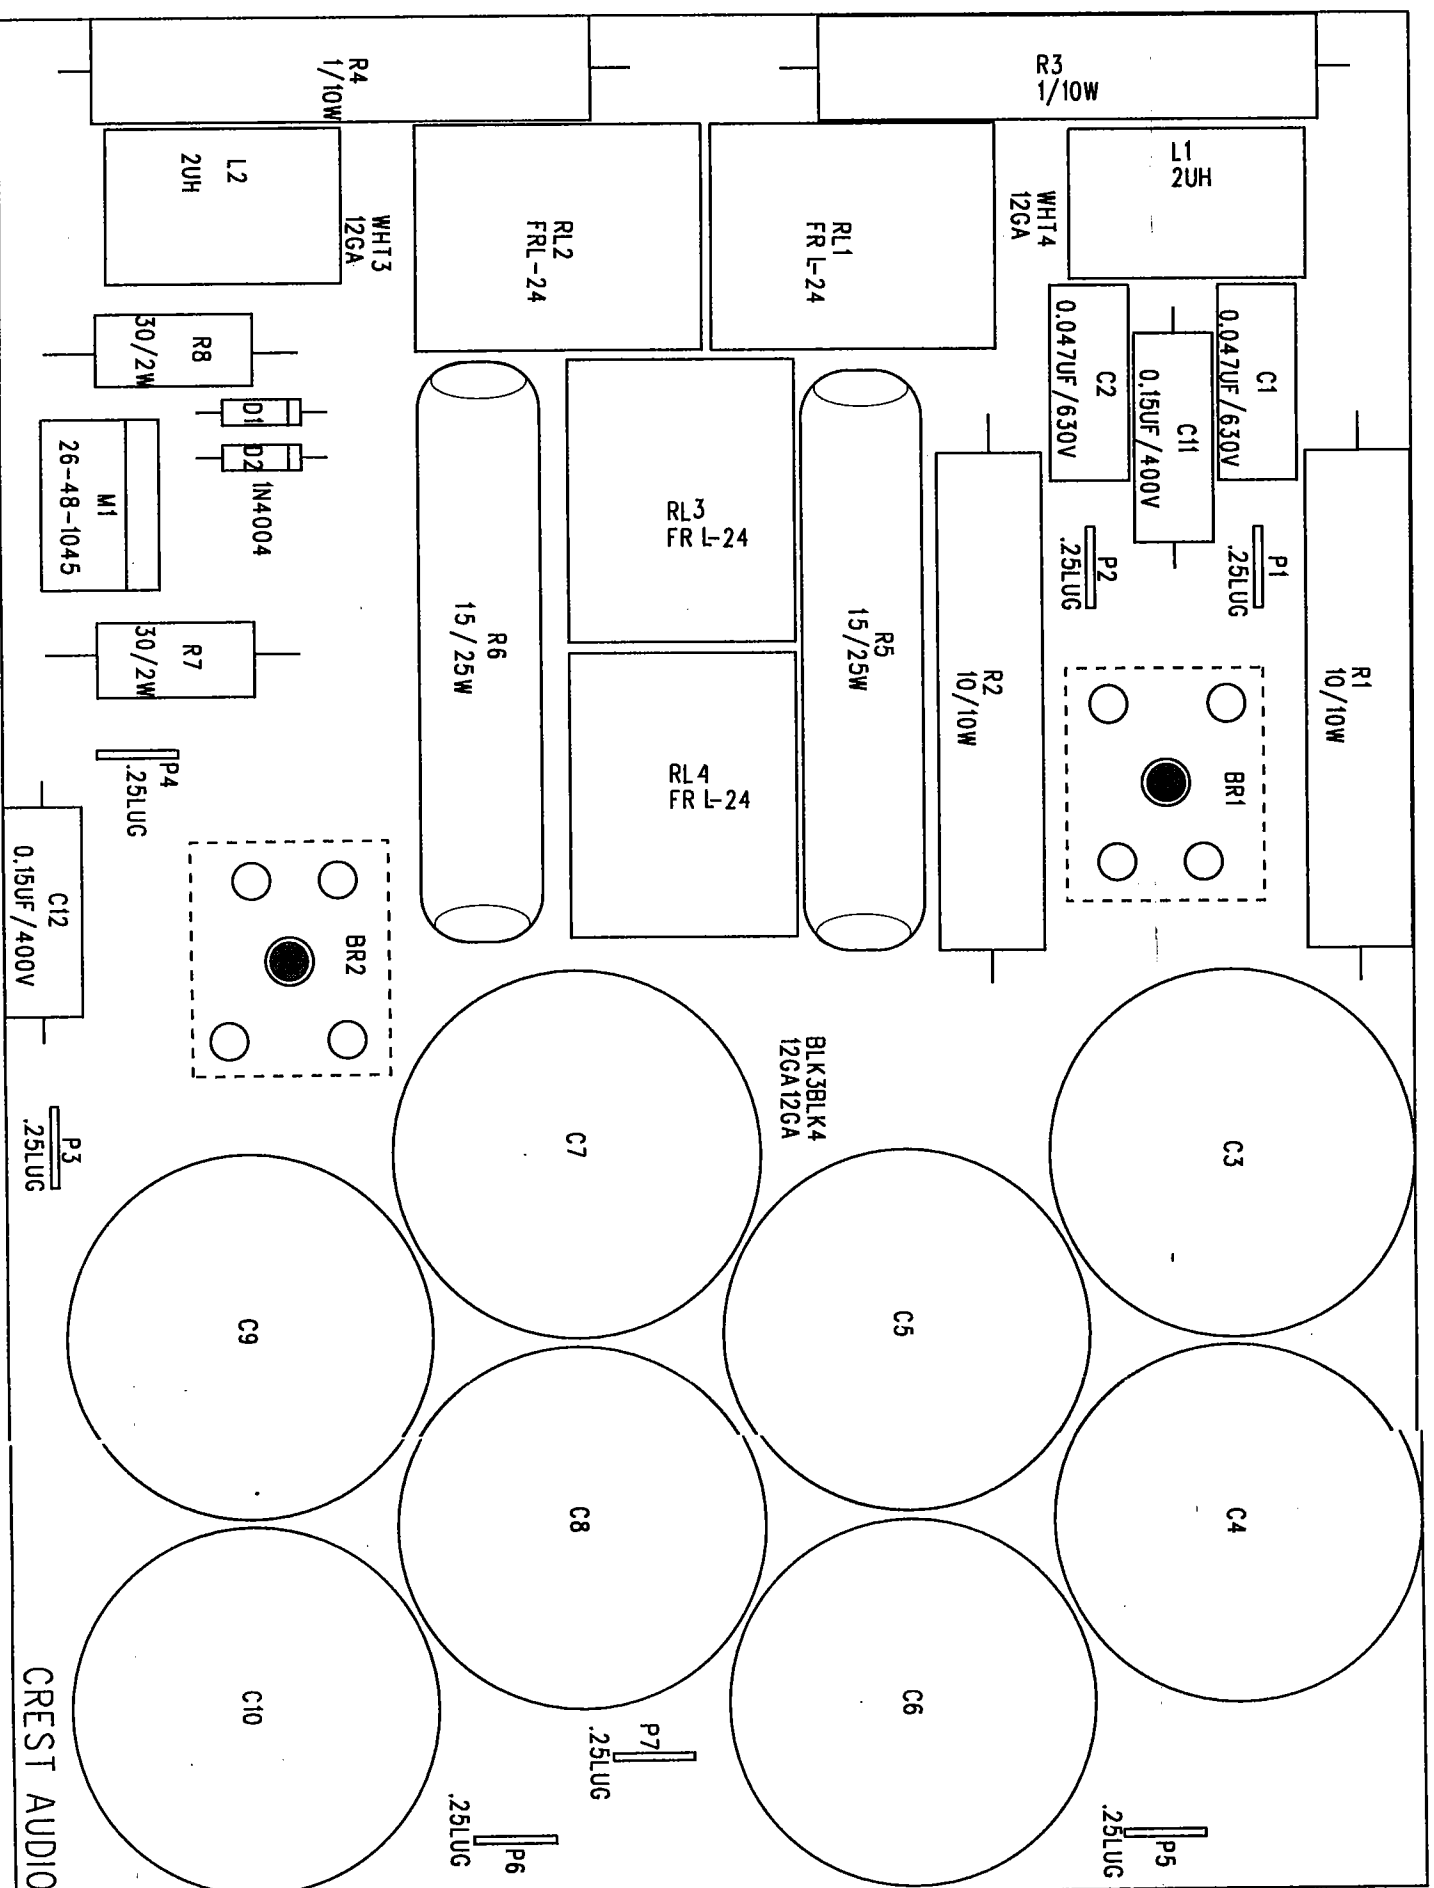 R4
1/10W
R3
1/10W
L2
2UH
L1
2UH
WHT3
12GA
RL2
FRL-24
RL1
FRL-24
WHT4
12GA
R8
30/2W
D1
D2
1N4004
M1
26-48-1045
R7
30/2W
P4
.25LUG
C12
0.15UF/400V
BR2
P3
.25LUG
R6
15/25W
RL3
FRL-24
RL4
FRL-24
R5
15/25W
R2
10/10W
C2
0.047UF/630V
C11
0.15UF/400V
C1
0.047UF/630V
P2
.25LUG
P1
.25LUG
BR1
R1
10/10W
BLK3BLK4
12GA12GA
C7
C3
C9
C5
C8
C4
C10
C6
P7
.25LUG
P6
.25LUG
P5
.25LUG
CREST AUDIO